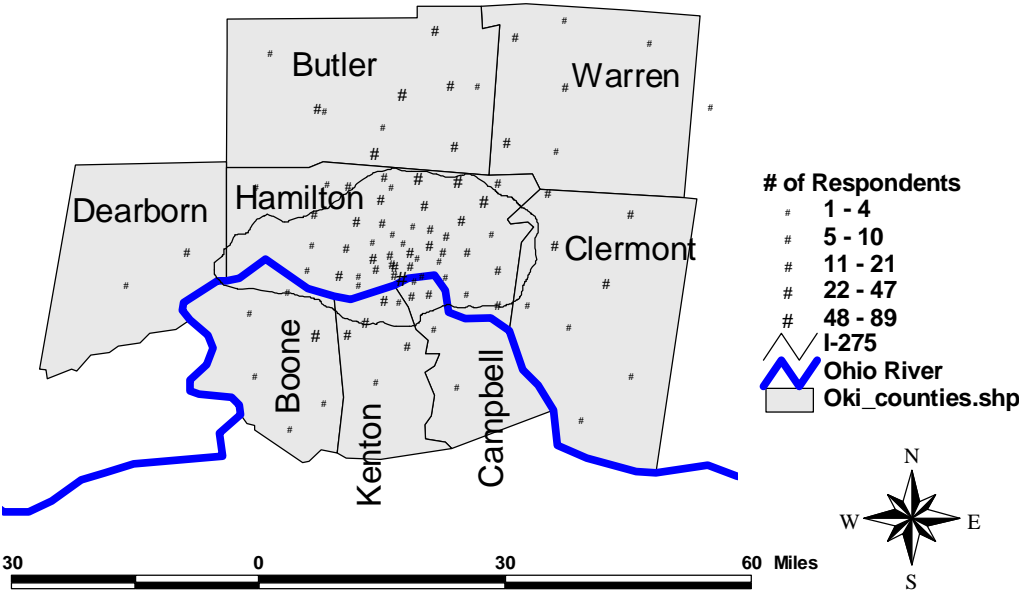 Butler
Warren
Hamilton
Dearborn
Clermont
Boone
Kenton
Campbell
# of Respondents
# 1 - 4
# 5 - 10
# 11 - 21
# 22 - 47
# 48 - 89
I-275
Ohio River
Oki_counties.shp
N
W E
S
30 0 30 60 Miles